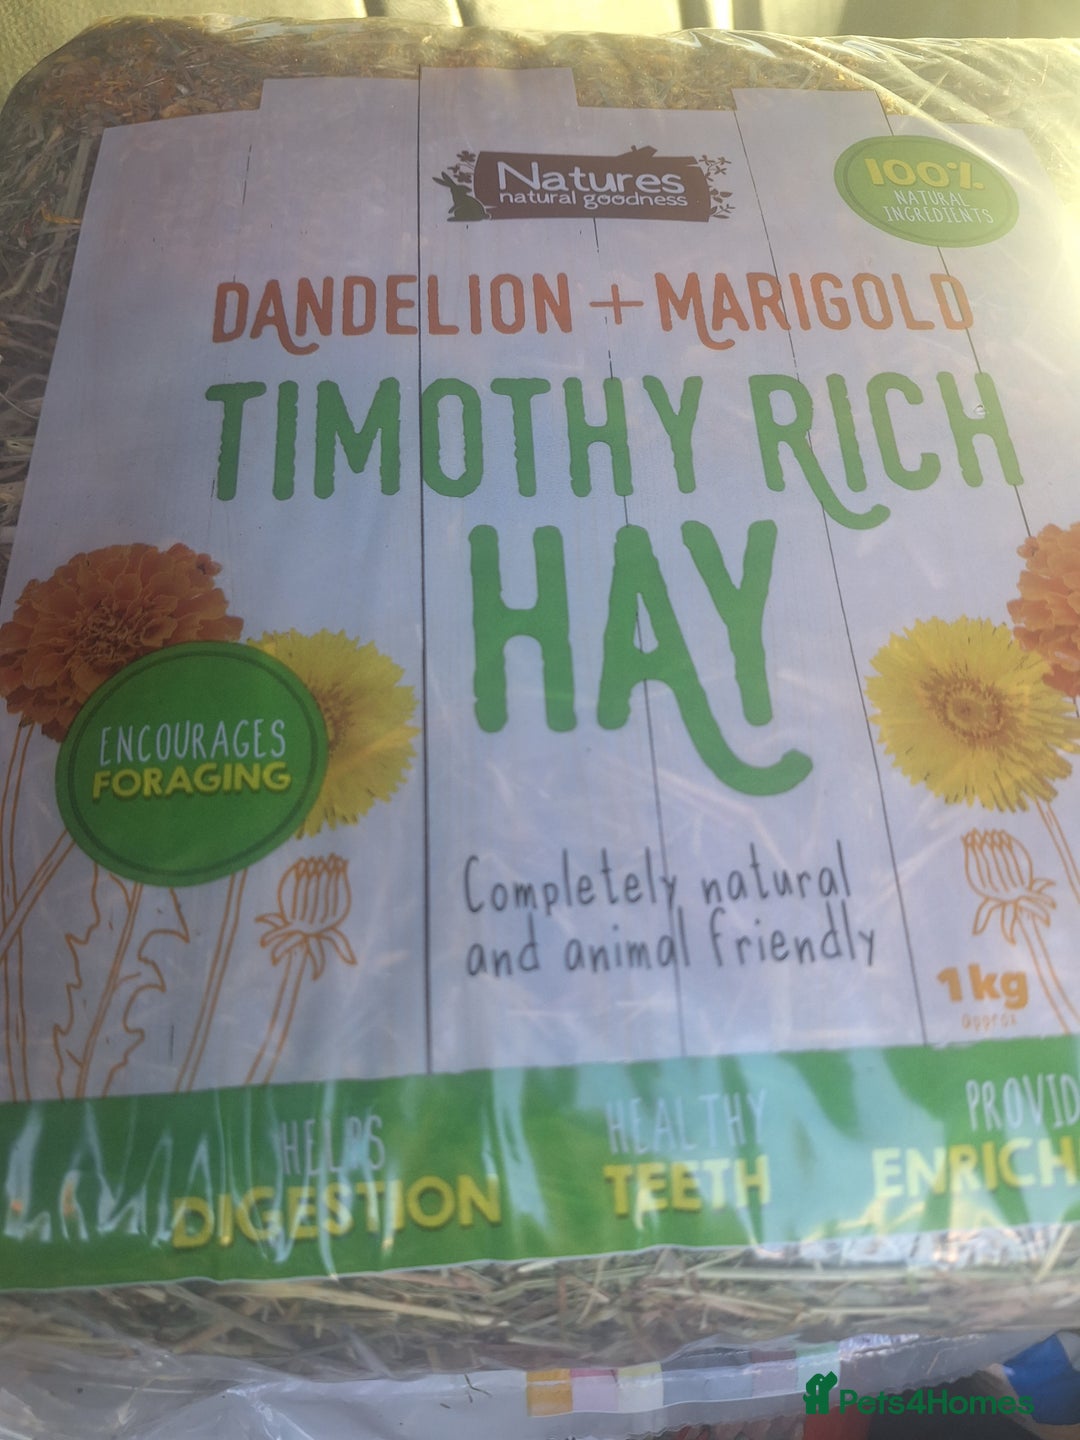 Natures
natural goodness
100%
NATURAL
INGREDIENTS
DANDELION + MARIGOLD
TIMOTHY RICH
HAY
ENCOURAGES
FORAGING
Completely natural
and animal friendly
1kg
approx
HELPS
DIGESTION
HEALTHY
TEETH
PROVID
ENRICH
Pets4Homes